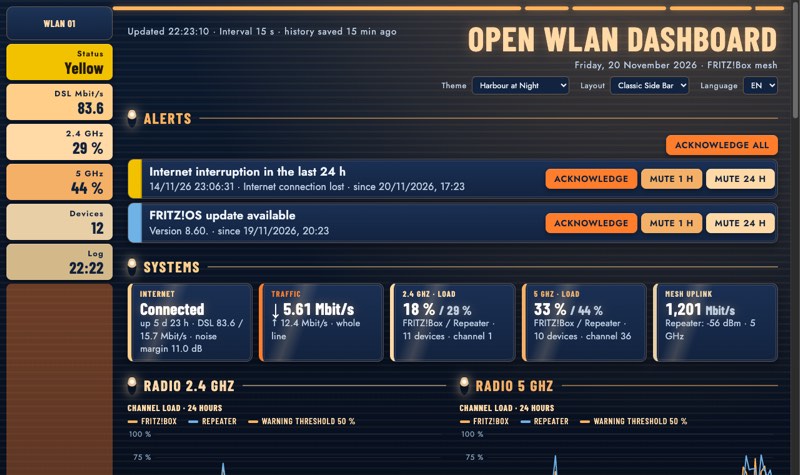 WLAN 01
Status
Yellow
DSL Mbit/s
83.6
2.4 GHz
29 %
5 GHz
44 %
Devices
12
Log
22:22
Updated 22:23:10 · Interval 15 s · history saved 15 min ago
OPEN WLAN DASHBOARD
Friday, 20 November 2026 · FRITZ!Box mesh
Theme Harbour at Night Layout Classic Side Bar Language EN
ALERTS
ACKNOWLEDGE ALL
Internet interruption in the last 24 h
14/11/26 23:06:31 · Internet connection lost · since 20/11/2026, 17:23
ACKNOWLEDGE MUTE 1 H MUTE 24 H
FRITZ!OS update available
Version 8.60. · since 19/11/2026, 20:23
ACKNOWLEDGE MUTE 1 H MUTE 24 H
SYSTEMS
INTERNET
Connected
up 5 d 23 h · DSL 83.6 /
15.7 Mbit/s · noise
margin 11.0 dB
TRAFFIC
↓ 5.61 Mbit/s
↑ 12.4 Mbit/s · whole
line
2.4 GHZ · LOAD
18 % / 29 %
FRITZ!Box / Repeater ·
11 devices · channel 1
5 GHZ · LOAD
33 % / 44 %
FRITZ!Box / Repeater ·
10 devices · channel 36
MESH UPLINK
1,201 Mbit/s
Repeater: -56 dBm · 5
GHz
RADIO 2.4 GHZ
CHANNEL LOAD · 24 HOURS
FRITZ!BOX REPEATER WARNING THRESHOLD 50 %
100 %
75 %
RADIO 5 GHZ
CHANNEL LOAD · 24 HOURS
FRITZ!BOX REPEATER WARNING THRESHOLD 50 %
100 %
75 %